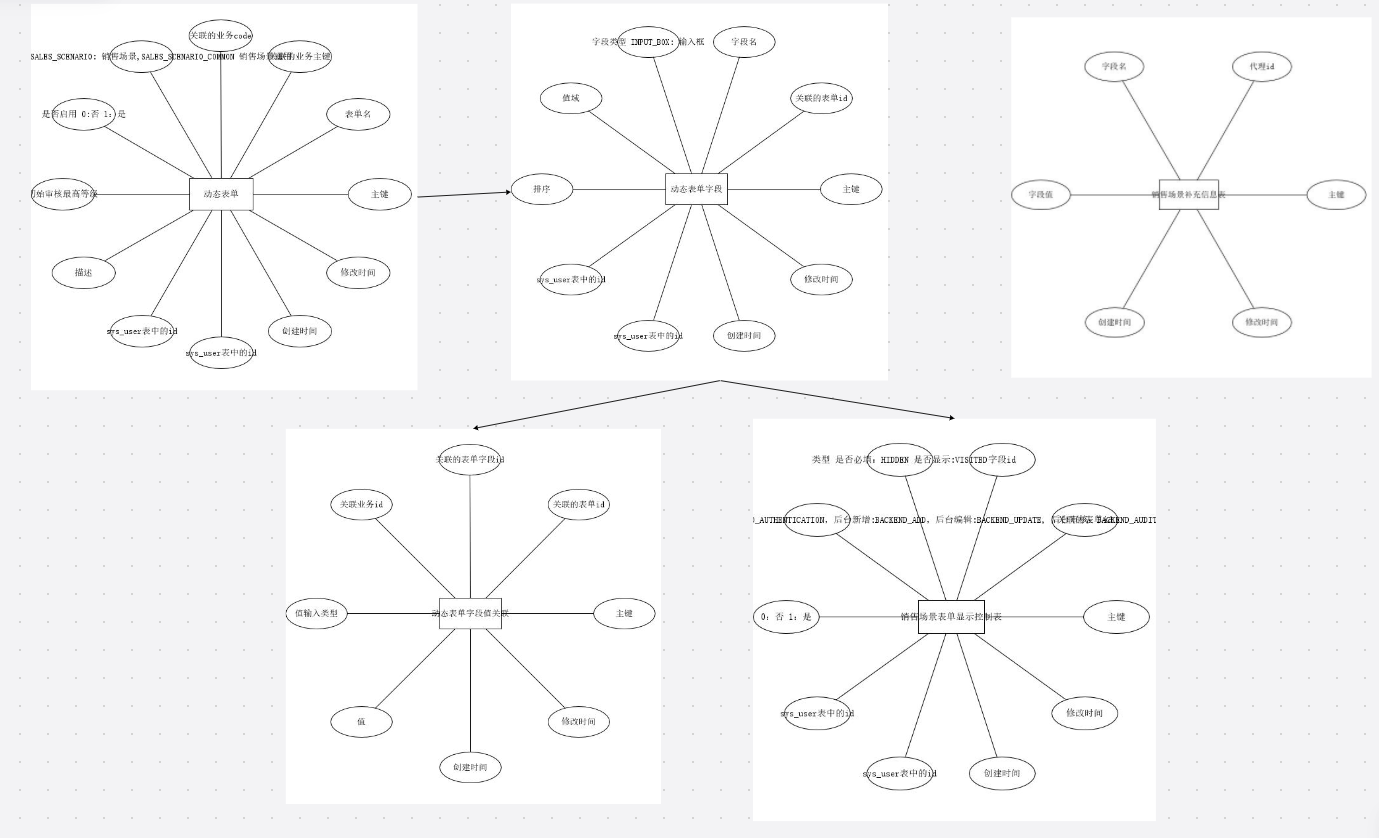 关联的业务code
SALES_SCENARIO: 销售场景,SALES_SCENARIO_COMMON 销售场景
的业务主键
是否启用 0:否 1:是
表单名
始审核最高等级
动态表单
主键
描述
修改时间
sys_user表中的id
创建时间
sys_user表中的id
字段类型 INPUT_BOX: 输入框
字段名
值域
关联的表单id
排序
动态表单字段
主键
sys_user表中的id
修改时间
sys_user表中的id
创建时间
字段名
代理id
字段值
销售场景补充信息表
主键
创建时间
修改时间
关联的表单字段id
关联业务id
关联的表单id
值输入类型
动态表单字段值关联
主键
值
修改时间
创建时间
类型 是否必填: HIDDEN 是否显示:VISITED
字段id
_AUTHENTICATION, 后台新增:BACKEND_ADD, 后台编辑:BACKEND_UPDATE, BACKEND_AUDIT
0: 否 1: 是
销售场景表单显示控制表
主键
sys_user表中的id
修改时间
sys_user表中的id
创建时间